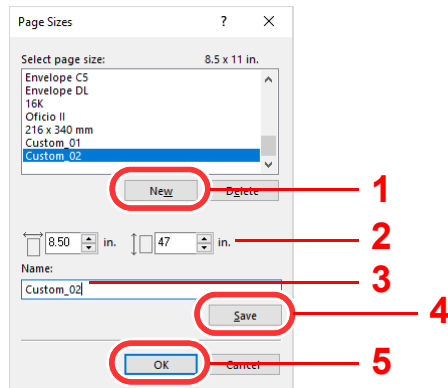 Page Sizes ? ×
Select page size: 8.5 x 11 in.
Envelope C5
Envelope DL
16K
Oficio II
216 x 340 mm
Custom_01
Custom_02
New Delete 1
8.50 in. 47 in. 2
Name:
Custom_02 3
Save 4
OK Cancel 5